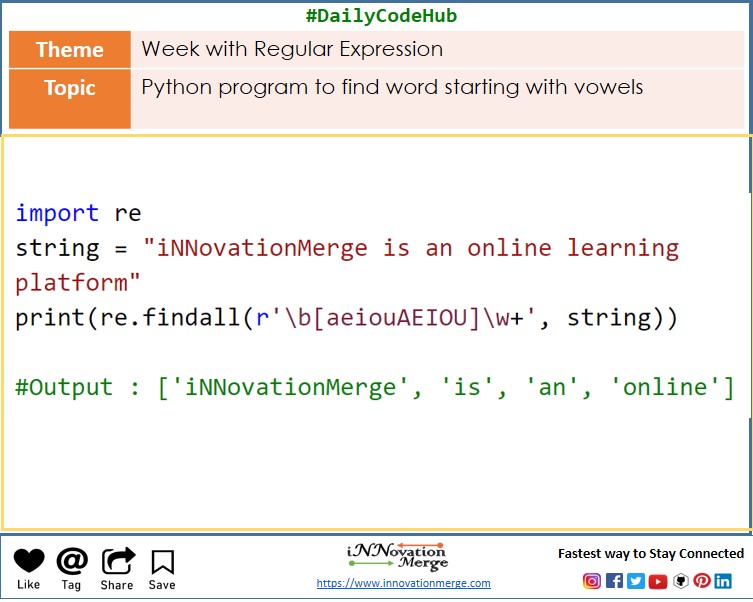 #DailyCodeHub
Theme
Week with Regular Expression
Topic
Python program to find word starting with vowels
import re
string = "iNNovationMerge is an online learning
platform"
print(re.findall(r'\b[aeiouAEIOU]\w+', string))
#Output : ['iNNovationMerge', 'is', 'an', 'online']
Like
Tag
Share
Save
iNNovation
Merge
https://www.innovationmerge.com
Fastest way to Stay Connected